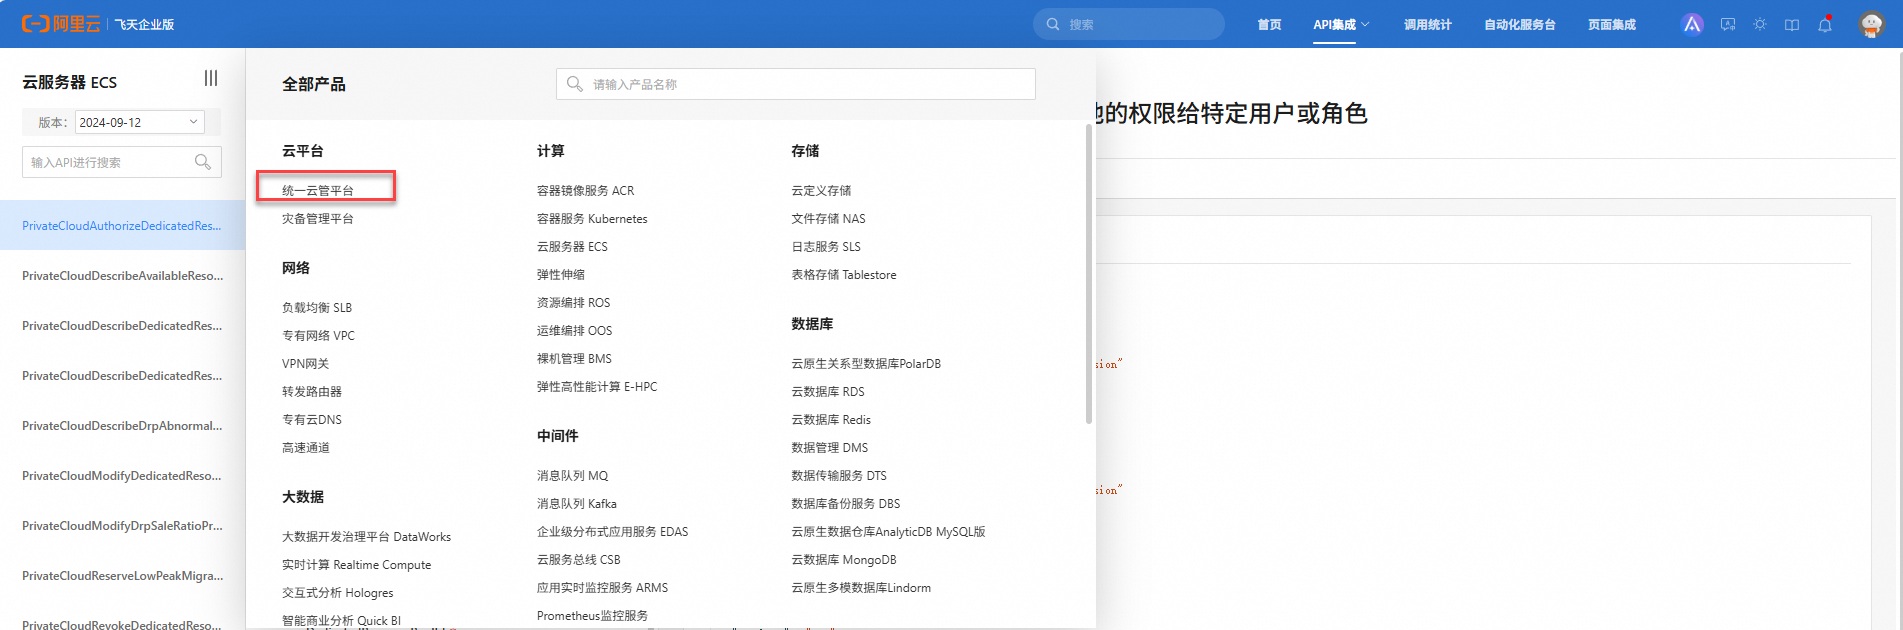 阿里云 飞天企业版
搜索
首页
API集成
调用统计
自动化服务台
页面集成
云服务器 ECS
版本: 2024-09-12
输入API进行搜索
PrivateCloudAuthorizeDedicatedRes...
PrivateCloudDescribeAvailableReso...
PrivateCloudDescribeDedicatedRes...
PrivateCloudDescribeDedicatedRes...
PrivateCloudDescribeDrpAbnormal...
PrivateCloudModifyDedicatedReso...
PrivateCloudModifyDrpSaleRatioPr...
PrivateCloudReserveLowPeakMigra...
PrivateCloudRevokeDedicatedReso...
全部产品
请输入产品名称
云平台
统一云管平台
灾备管理平台
网络
负载均衡 SLB
专有网络 VPC
VPN网关
转发路由器
专有云DNS
高速通道
大数据
大数据开发治理平台 DataWorks
实时计算 Realtime Compute
交互式分析 Hologres
智能商业分析 Quick BI
计算
容器镜像服务 ACR
容器服务 Kubernetes
云服务器 ECS
弹性伸缩
资源编排 ROS
运维编排 OOS
裸机管理 BMS
弹性高性能计算 E-HPC
中间件
消息队列 MQ
消息队列 Kafka
企业级分布式应用服务 EDAS
云服务总线 CSB
应用实时监控服务 ARMS
Prometheus监控服务
存储
云定义存储
文件存储 NAS
日志服务 SLS
表格存储 Tablestore
数据库
云原生关系型数据库PolarDB
云数据库 RDS
云数据库 Redis
数据管理 DMS
数据传输服务 DTS
数据库备份服务 DBS
云原生数据仓库AnalyticDB MySQL版
云数据库 MongoDB
云原生多模数据库Lindorm
的权限给特定用户或角色
sion"
sion"